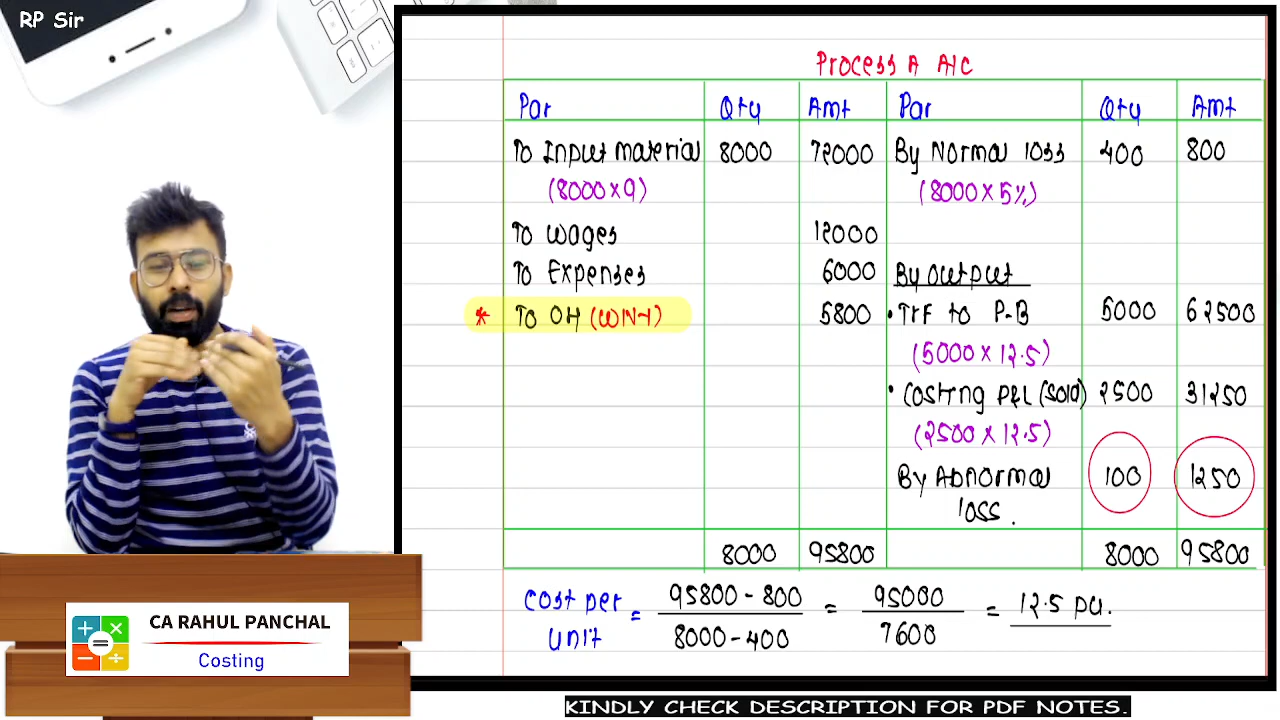 RP Sir
Process A A/C
Par Qty Amt Par Qty Amt
To Input material 8000 72000 By Normal loss 400 800
(8000 x 9) (8000 x 5%)
To Wages 12000
To Expenses 6000 By Output
* To OH (WN-1) 5800 • Trf to P-B 5000 62500
(5000 x 12.5)
• Costing P&L (Sold) 2500 31250
(2500 x 12.5)
By Abnormal 100 1250
loss.
8000 95800 8000 95800
Cost per = 95800 - 800 = 95000 = 12.5 pu.
unit 8000 - 400 7600
CA RAHUL PANCHAL
Costing
KINDLY CHECK DESCRIPTION FOR PDF NOTES.